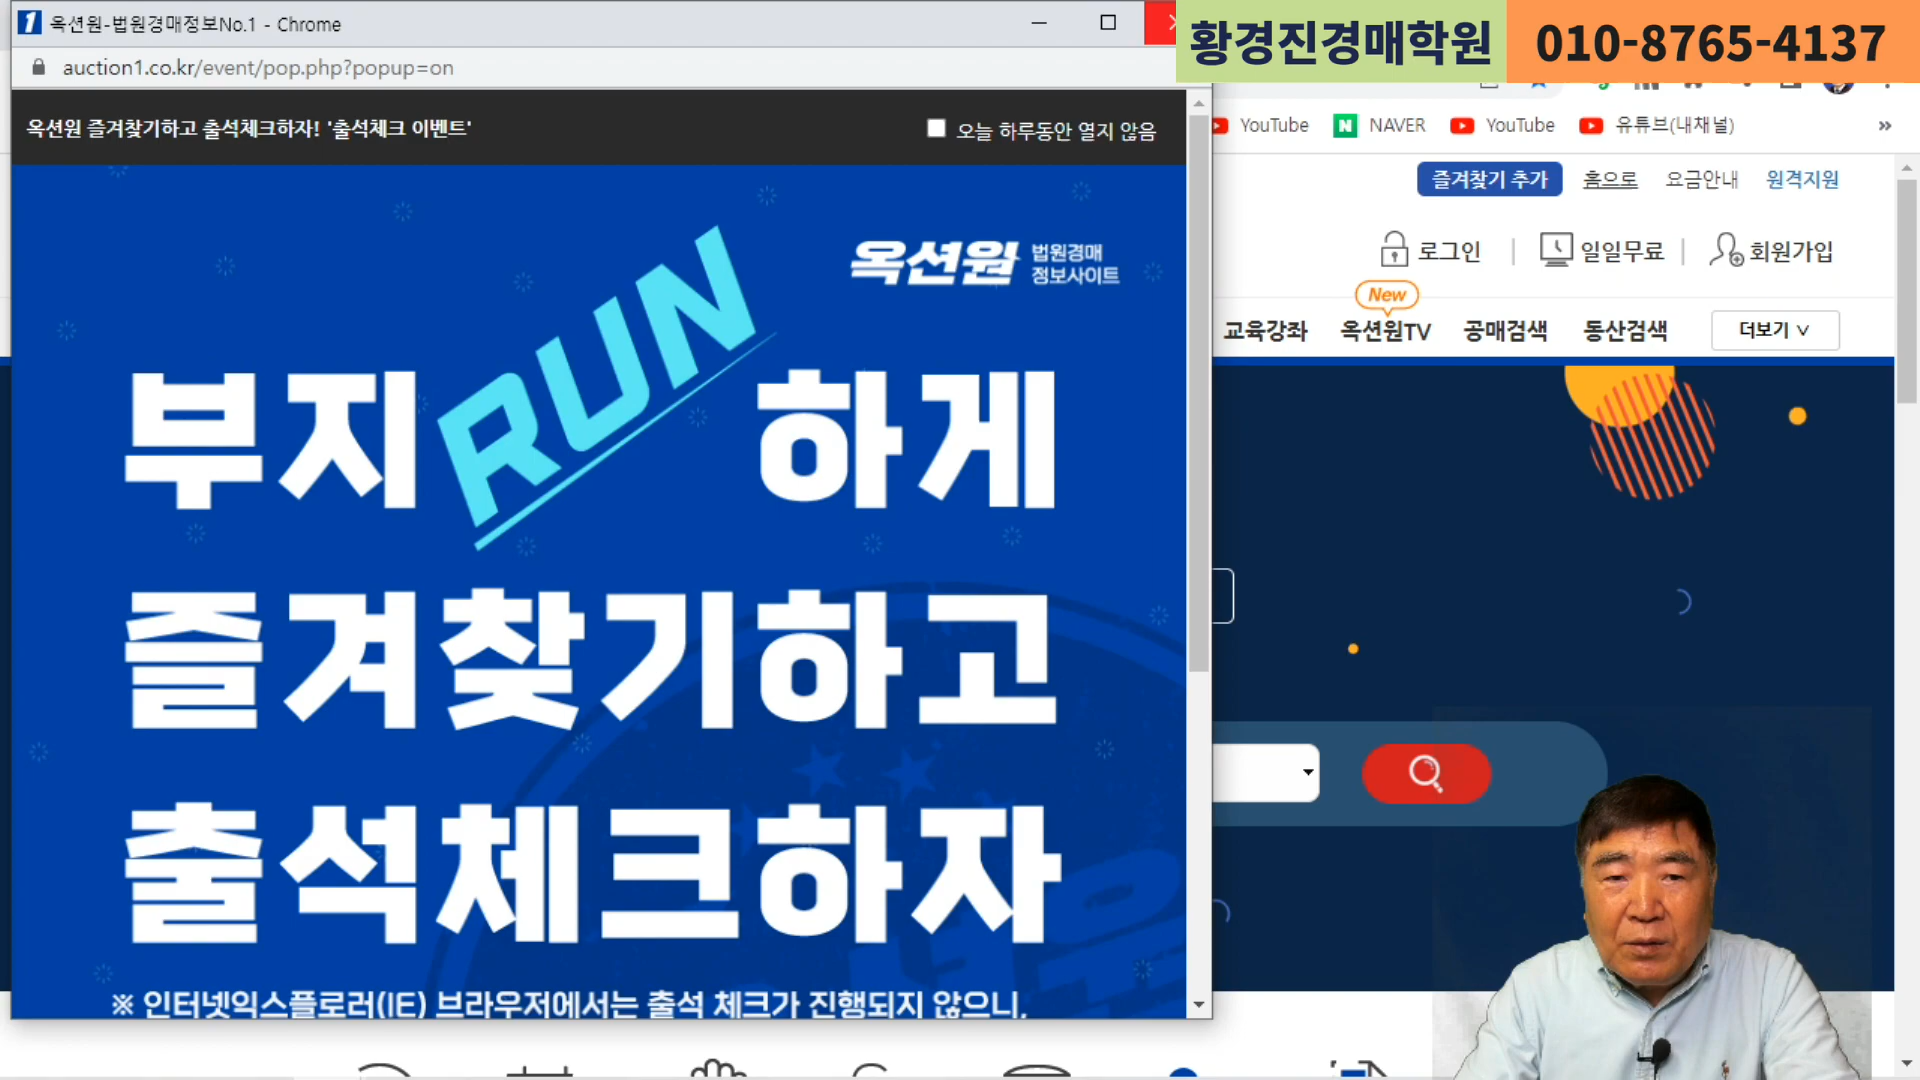 옥션원-법원경매정보No.1 - Chrome
황경진경매학원
010-8765-4137
auction1.co.kr/event/pop.php?popup=on
옥션원 즐겨찾기하고 출석체크하자! '출석체크 이벤트'
오늘 하루동안 열지 않음
YouTube
NAVER
YouTube
유튜브(내채널)
»
즐겨찾기 추가
홈으로
요금안내
원격지원
로그인
일일무료
회원가입
New
교육강좌
옥션원TV
공매검색
동산검색
더보기 ∨
옥션원
법원경매
정보사이트
부지RUN하게
즐겨찾기하고
출석체크하자
※ 인터넷익스플로러(IE) 브라우저에서는 출석 체크가 진행되지 않으니,